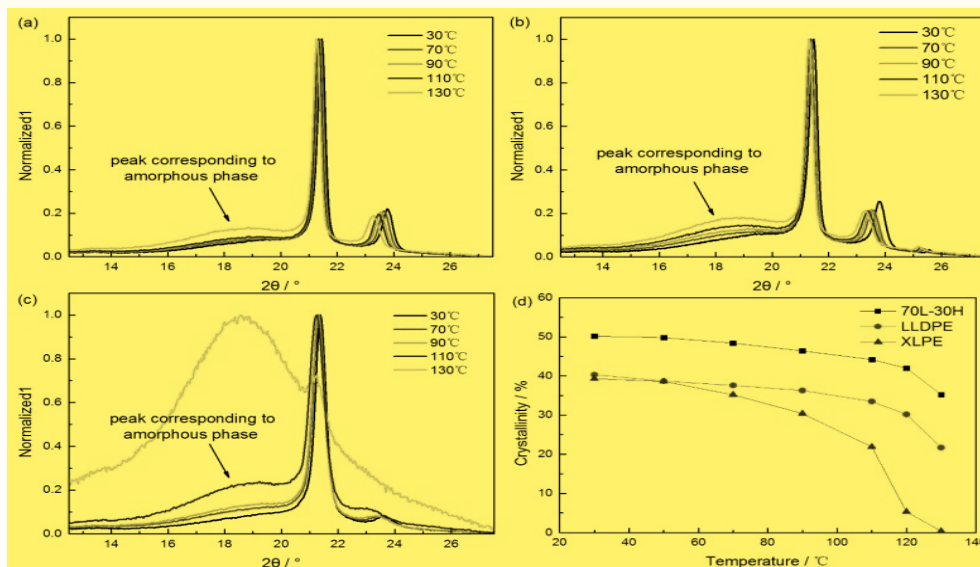 (a)
30℃
70℃
90℃
110℃
130℃
peak corresponding to
amorphous phase
Normalized1
1.0
0.8
0.6
0.4
0.2
0.0
14 16 18 20 22 24 26
2θ / °
(b)
30℃
70℃
90℃
110℃
130℃
peak corresponding to
amorphous phase
Normalized1
1.0
0.8
0.6
0.4
0.2
0.0
14 16 18 20 22 24 26
2θ / °
(c)
30℃
70℃
90℃
110℃
130℃
peak corresponding to
amorphous phase
Normalized1
1.0
0.8
0.6
0.4
0.2
0.0
14 16 18 20 22 24 26
2θ / °
(d)
70L-30H
LLDPE
XLPE
Crystallinity / %
60
50
40
30
20
10
0
20 40 60 80 100 120 140
Temperature / ℃